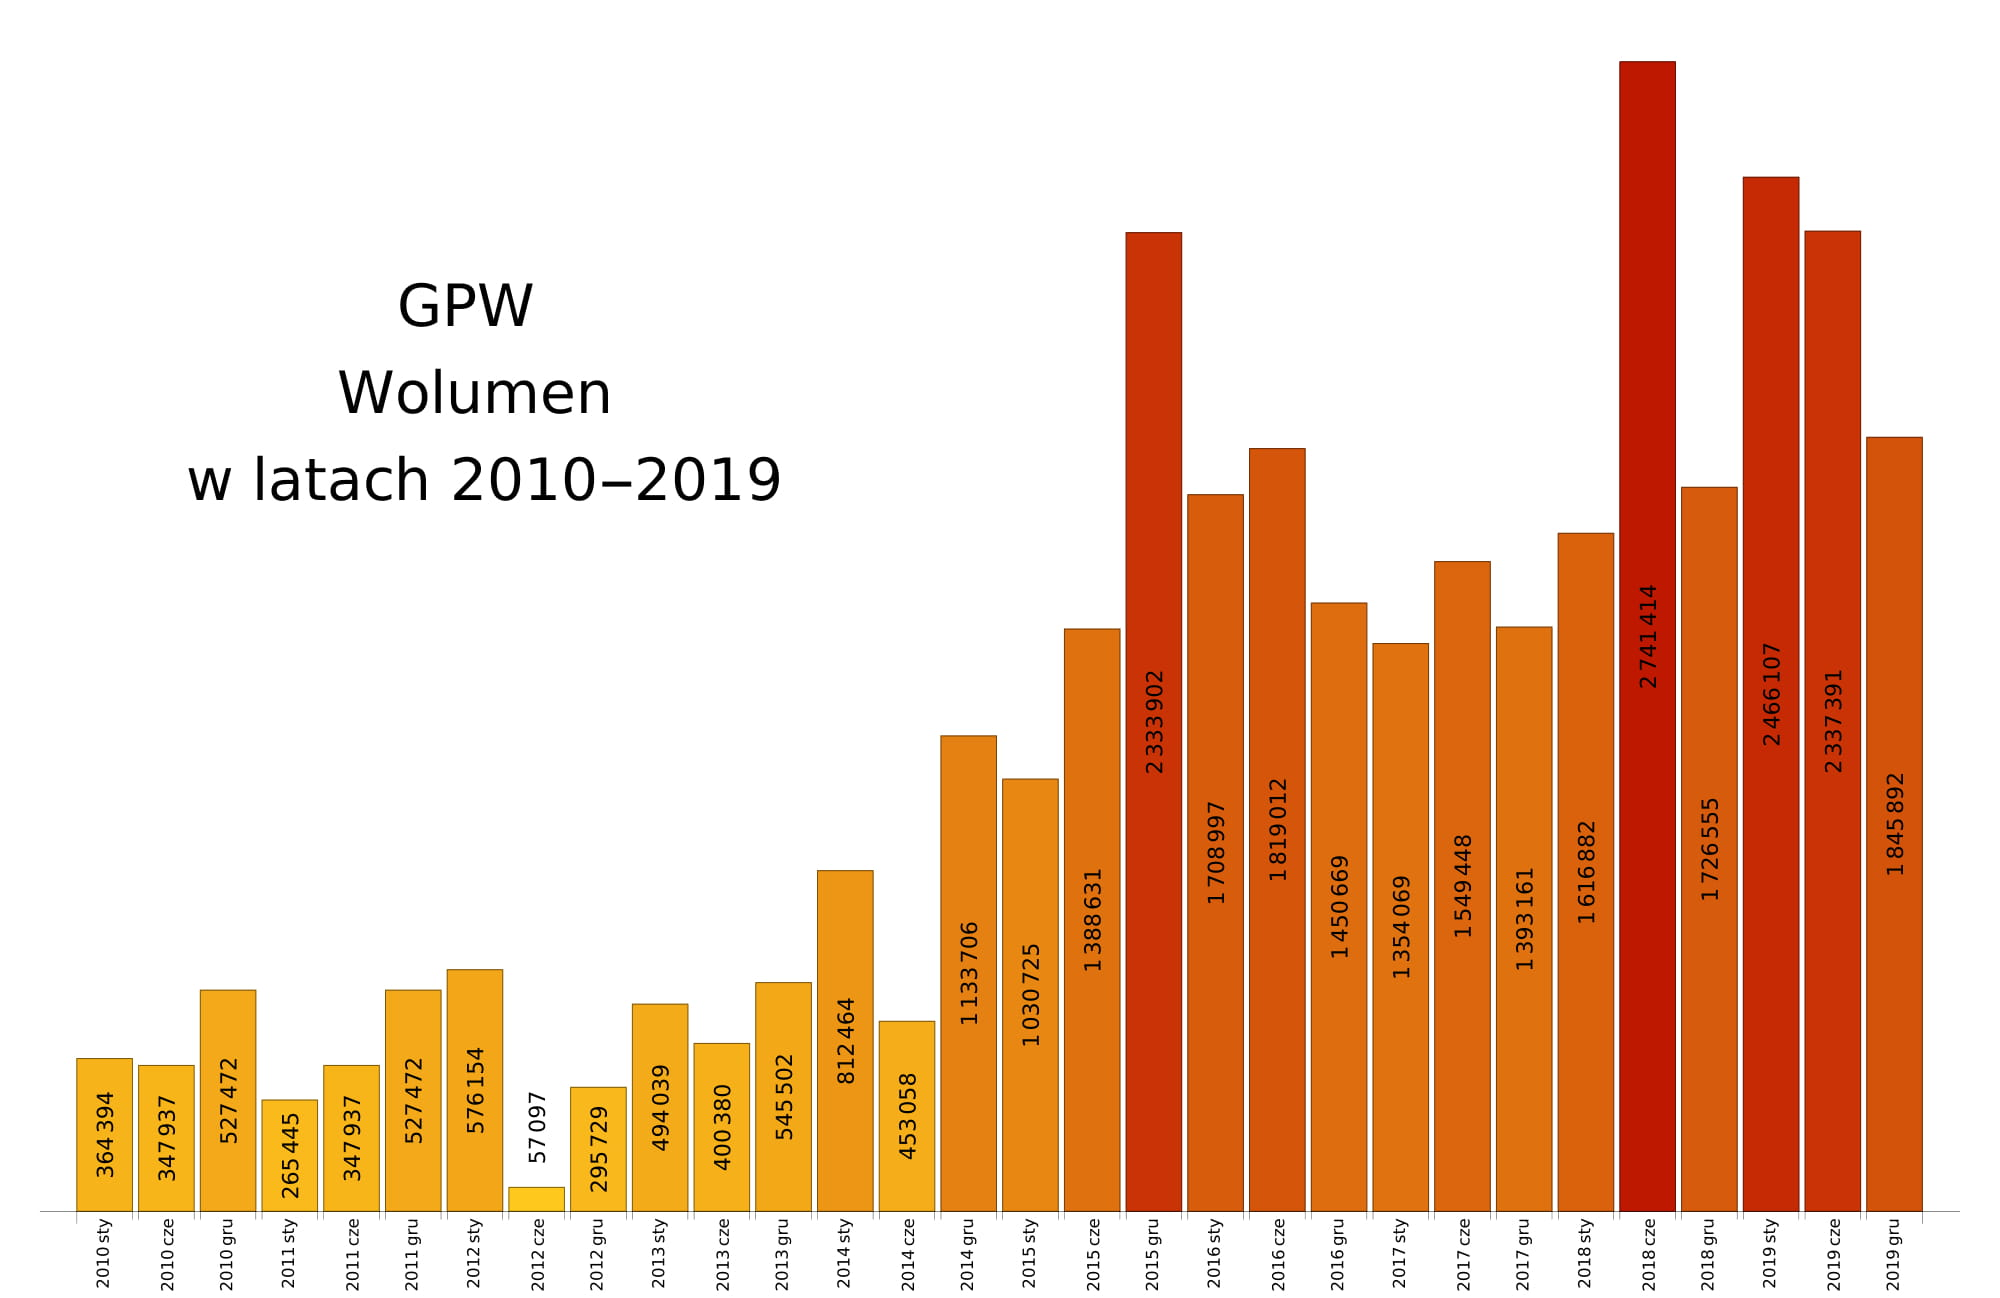 GPW
Wolumen
w latach 2010–2019
364 394
347 937
527 472
265 445
347 937
527 472
576 154
57 097
295 729
494 039
400 380
545 502
812 464
453 058
1 133 706
1 030 725
1 388 631
2 333 902
1 708 997
1 819 012
1 450 669
1 354 069
1 549 448
1 393 161
1 616 882
2 741 414
1 726 555
2 466 107
2 337 391
1 845 892
2010 sty
2010 cze
2010 gru
2011 sty
2011 cze
2011 gru
2012 sty
2012 cze
2012 gru
2013 sty
2013 cze
2013 gru
2014 sty
2014 cze
2014 gru
2015 sty
2015 cze
2015 gru
2016 sty
2016 cze
2016 gru
2017 sty
2017 cze
2017 gru
2018 sty
2018 cze
2018 gru
2019 sty
2019 cze
2019 gru